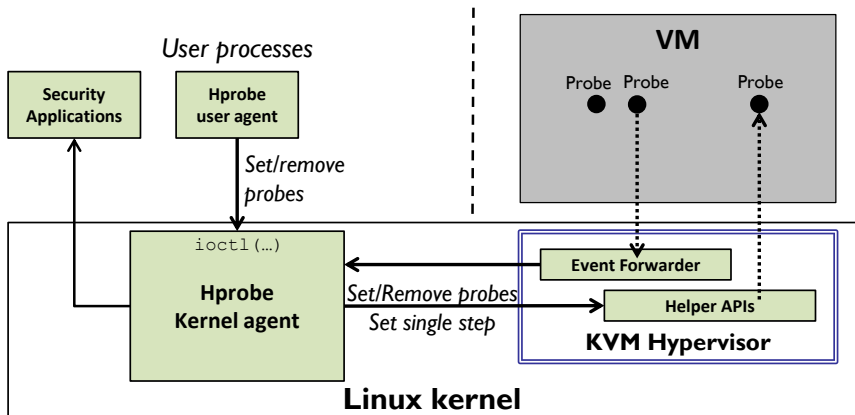 User processes
Security
Applications
Hprobe
user agent
Set/remove
probes
VM
Probe
Probe
Probe
ioctl(…)
Hprobe
Kernel agent
Set/Remove probes
Set single step
Event Forwarder
Helper APIs
KVM Hypervisor
Linux kernel